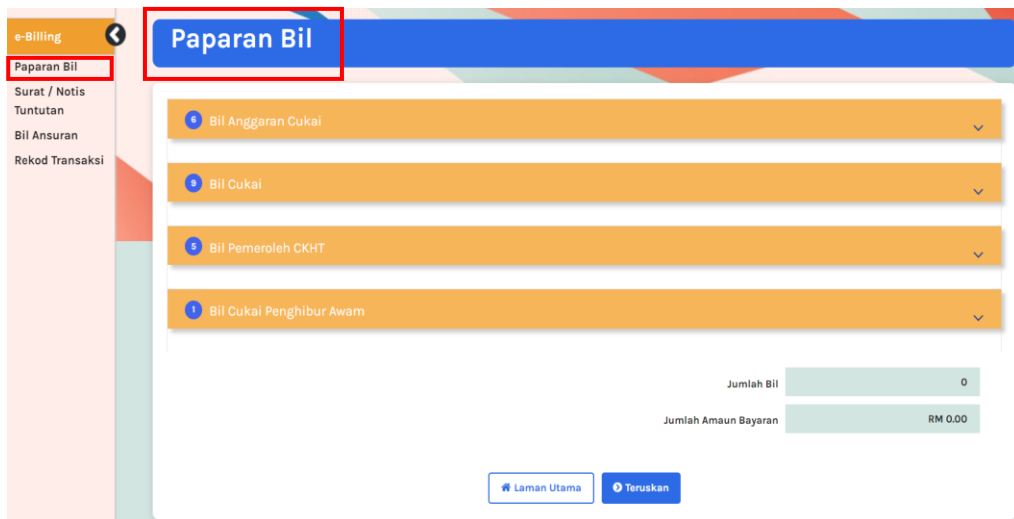 e-Billing
Paparan Bil
Surat / Notis
Tuntutan
Bil Ansuran
Rekod Transaksi
Paparan Bil
6 Bil Anggaran Cukai
9 Bil Cukai
5 Bil Pemeroleh CKHT
1 Bil Cukai Penghibur Awam
Jumlah Bil 0
Jumlah Amaun Bayaran RM 0.00
Laman Utama Teruskan